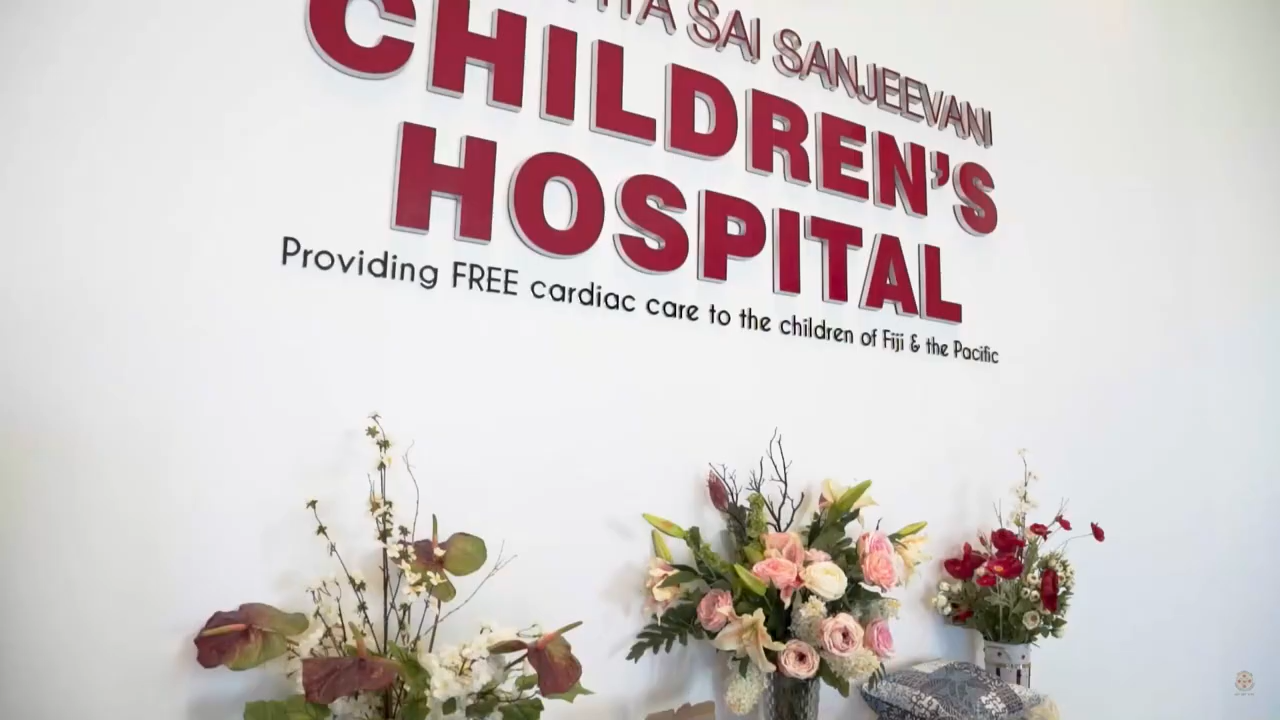 SAI SANJEEVANI
CHILDREN'S
HOSPITAL
Providing FREE cardiac care to the children of Fiji & the Pacific